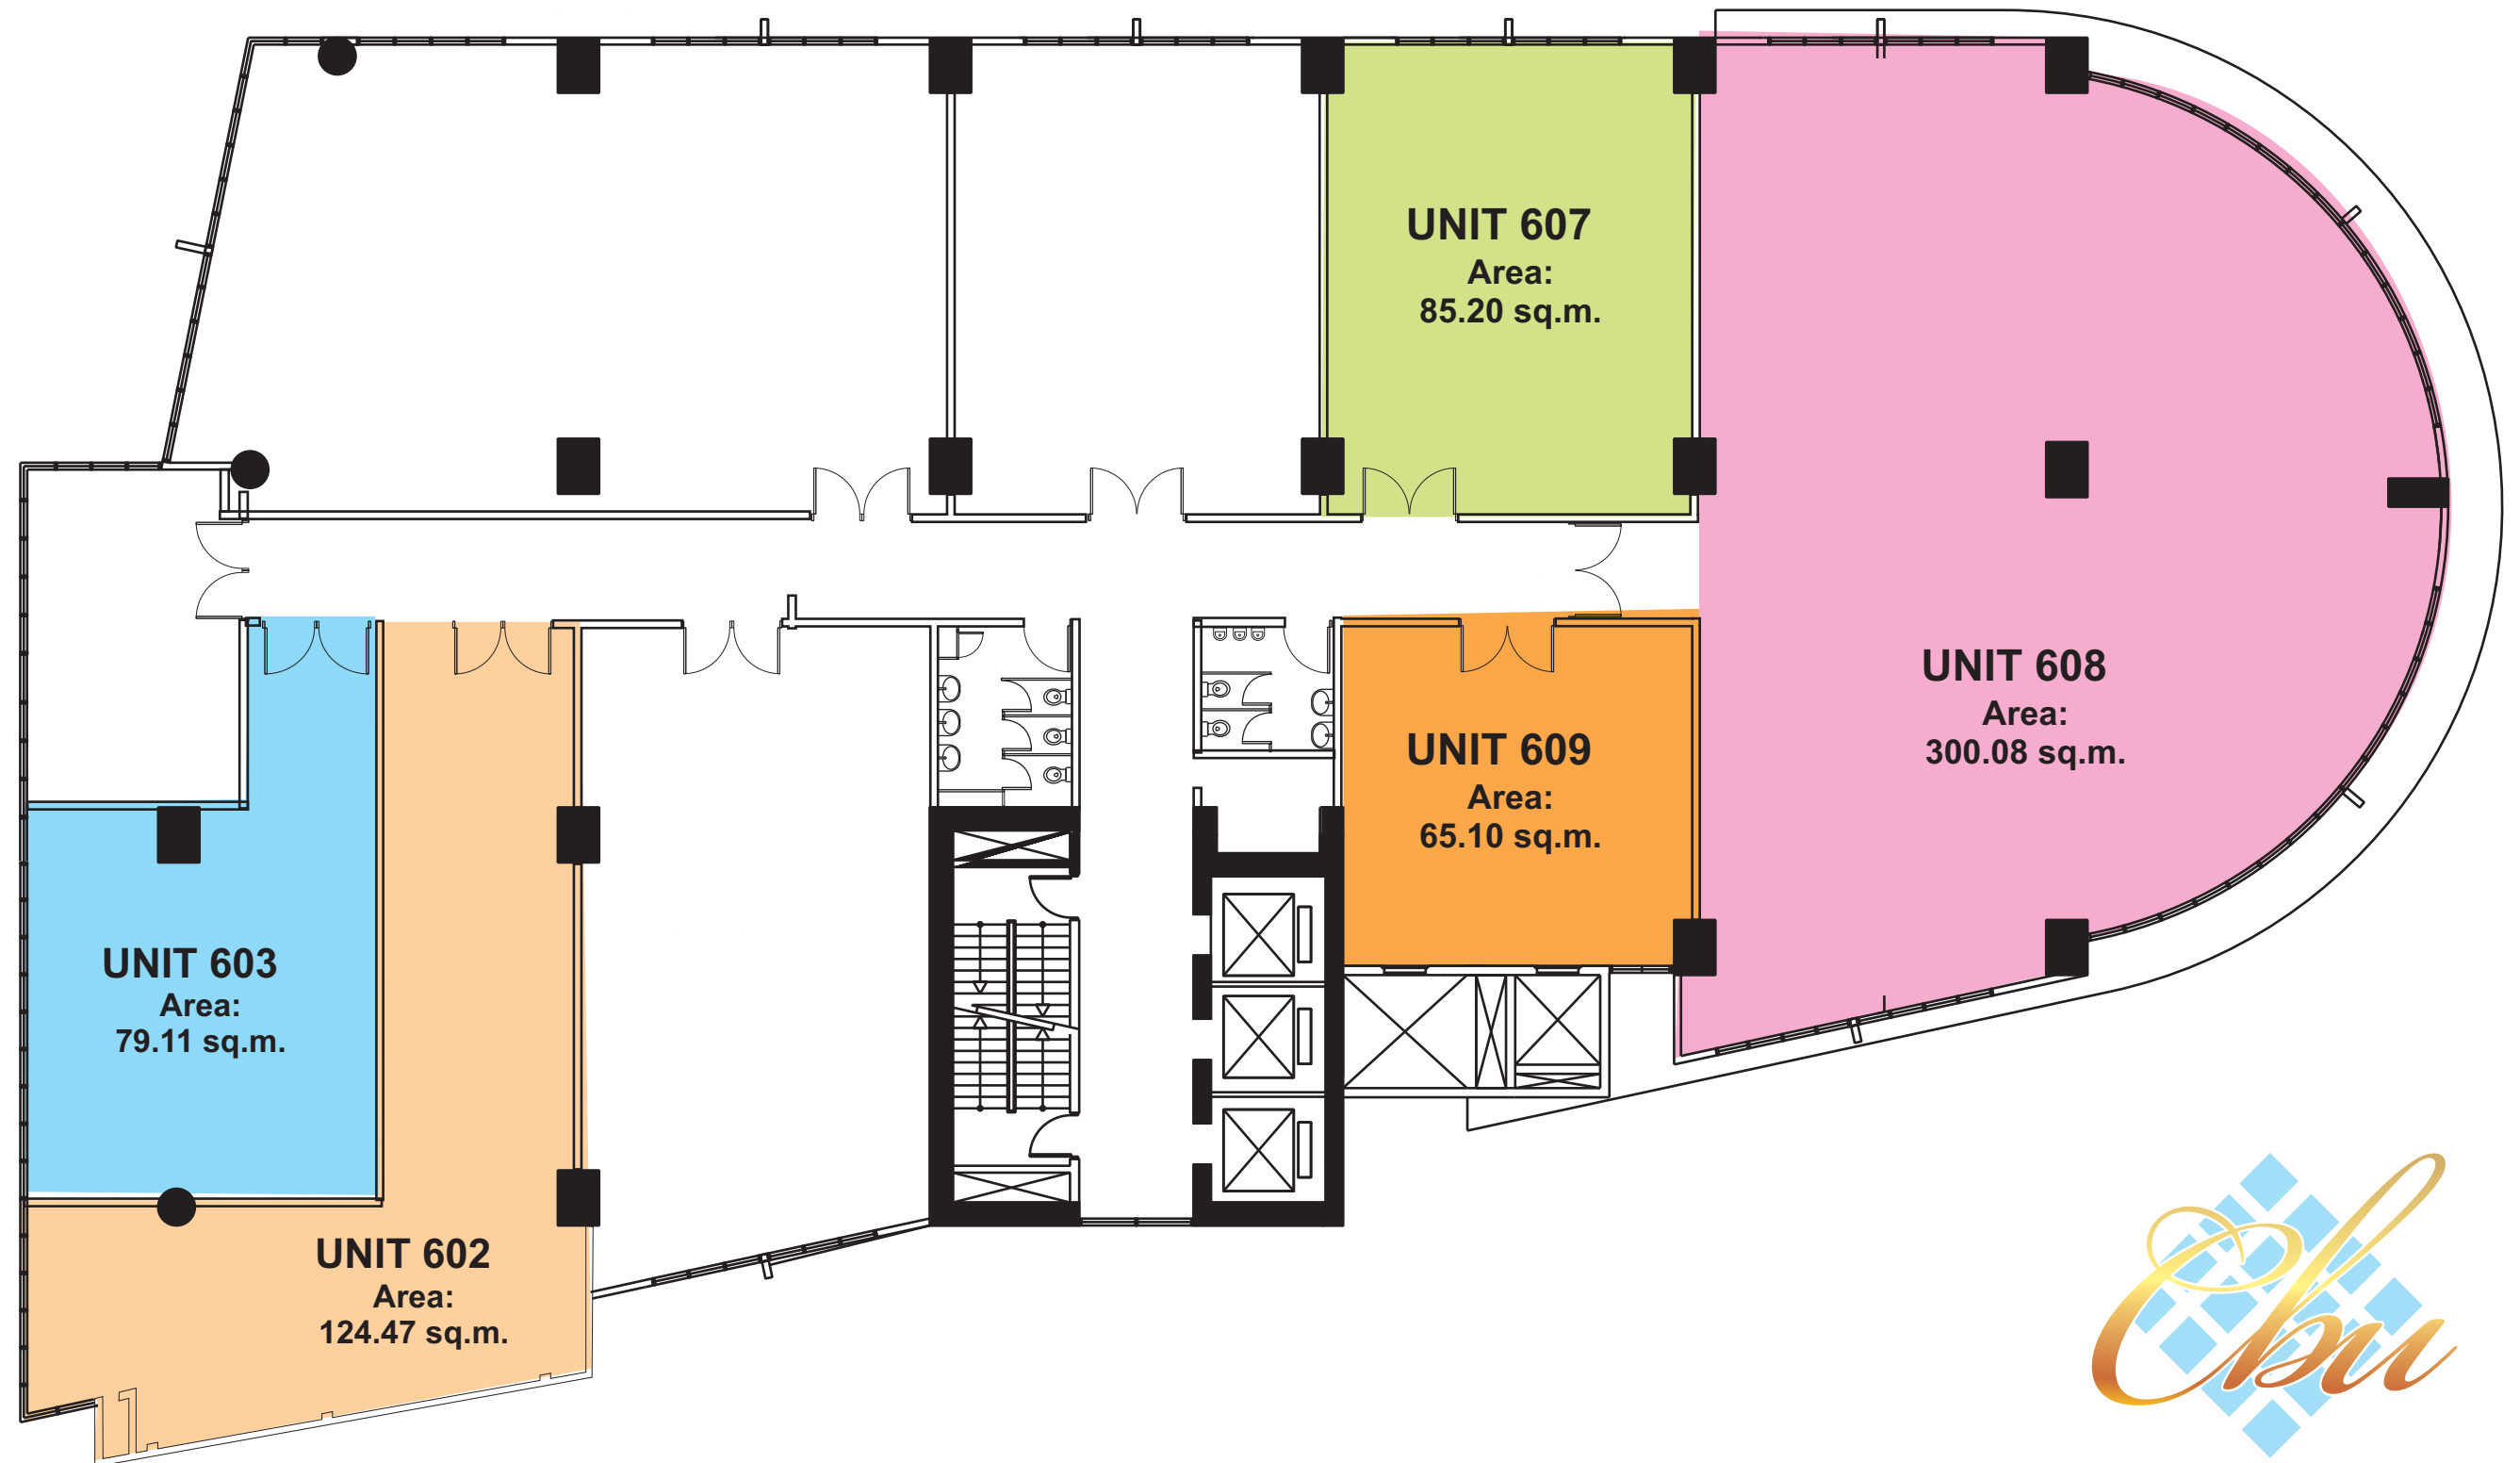 UNIT 607
Area:
85.20 sq.m.
UNIT 608
Area:
300.08 sq.m.
UNIT 609
Area:
65.10 sq.m.
UNIT 603
Area:
79.11 sq.m.
UNIT 602
Area:
124.47 sq.m.